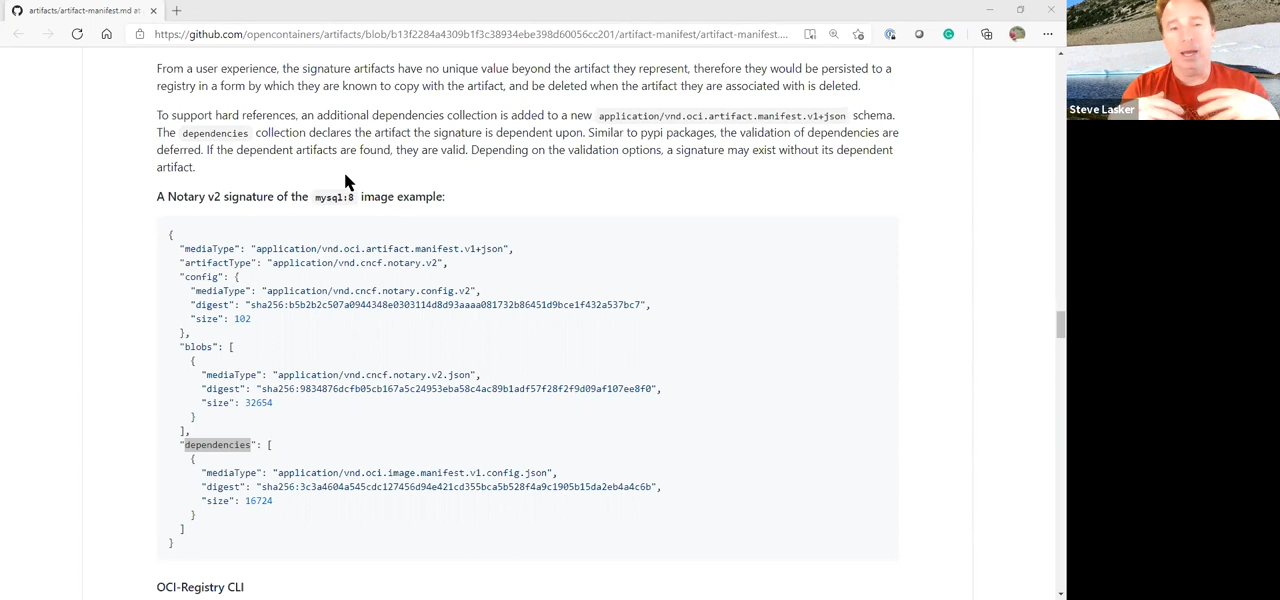 artifacts/artifact-manifest.md at
https://github.com/opencontainers/artifacts/blob/b13f2284a4309b1f3c38934ebe398d60056cc201/artifact-manifest/artifact-manifest....
Steve Lasker
From a user experience, the signature artifacts have no unique value beyond the artifact they represent, therefore they would be persisted to a
registry in a form by which they are known to copy with the artifact, and be deleted when the artifact they are associated with is deleted.
To support hard references, an additional dependencies collection is added to a new application/vnd.oci.artifact.manifest.v1+json schema.
The dependencies collection declares the artifact the signature is dependent upon. Similar to pypi packages, the validation of dependencies are
deferred. If the dependent artifacts are found, they are valid. Depending on the validation options, a signature may exist without its dependent
artifact.
A Notary v2 signature of the mysql:8 image example:
{
"mediaType": "application/vnd.oci.artifact.manifest.v1+json",
"artifactType": "application/vnd.cncf.notary.v2",
"config": {
"mediaType": "application/vnd.cncf.notary.config.v2",
"digest": "sha256:b5b2b2c507a0944348e0303114d8d93aaaa081732b86451d9bce1f432a537bc7",
"size": 102
},
"blobs": [
{
"mediaType": "application/vnd.cncf.notary.v2.json",
"digest": "sha256:9834876dcfb05cb167a5c24953eba58c4ac89b1adf57f28f2f9d09af107ee8f0",
"size": 32654
}
],
"dependencies": [
{
"mediaType": "application/vnd.oci.image.manifest.v1.config.json",
"digest": "sha256:3c3a4604a545cdc127456d94e421cd355bca5b528f4a9c1905b15da2eb4a4c6b",
"size": 16724
}
]
}
OCI-Registry CLI